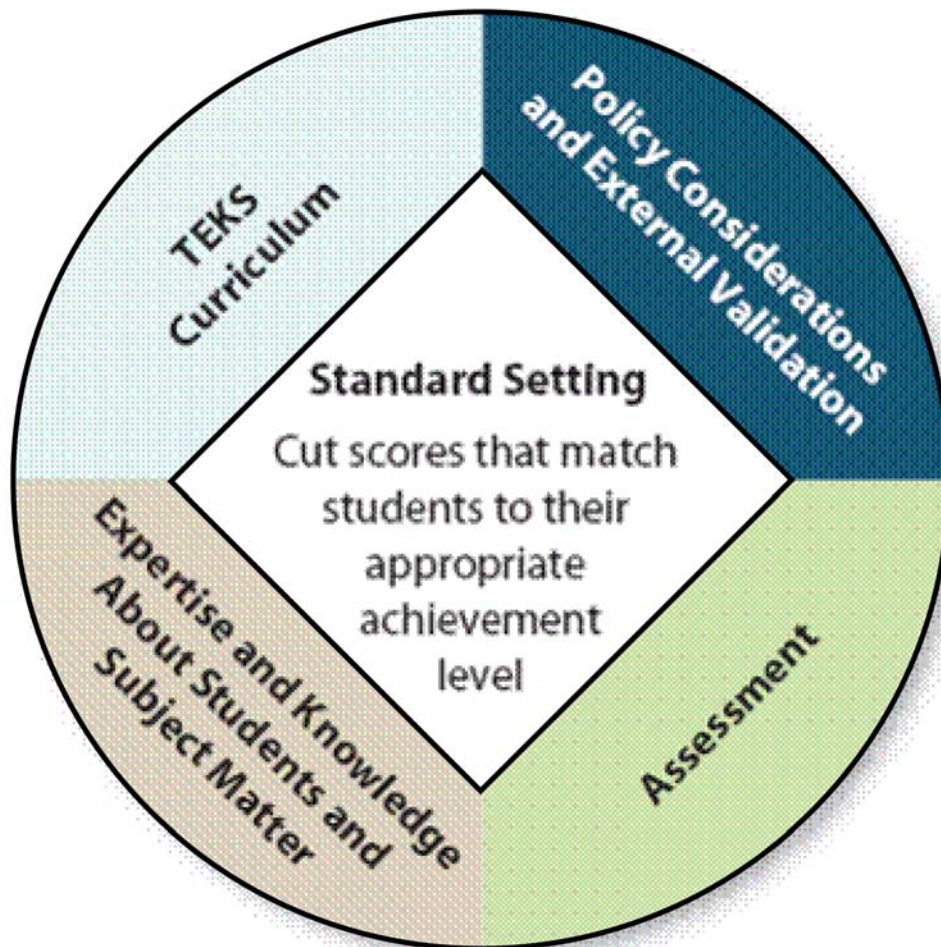 TEKS
Curriculum
Policy Considerations
and External Validation
Standard Setting
Cut scores that match
students to their
appropriate
achievement
level
Expertise and Knowledge
About Students and
Subject Matter
Assessment